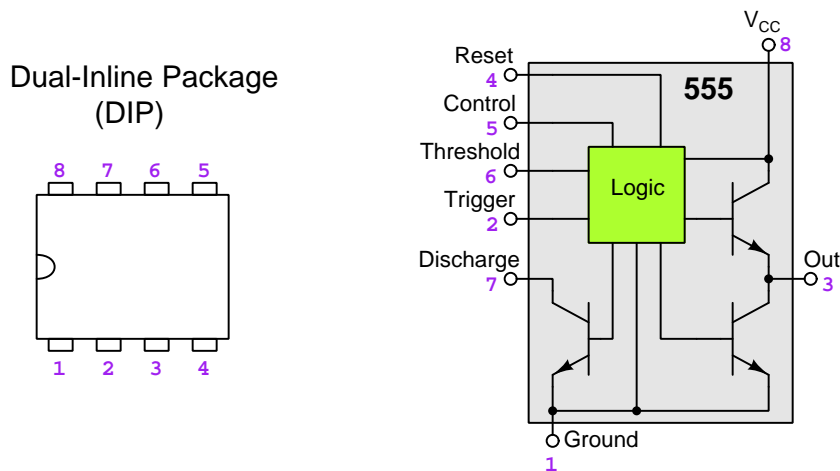 Dual-Inline Package
(DIP)
8 7 6 5
1 2 3 4
V_CC
8
Reset
4
555
Control
5
Threshold
6
Logic
Trigger
2
Discharge
7
Out
3
Ground
1